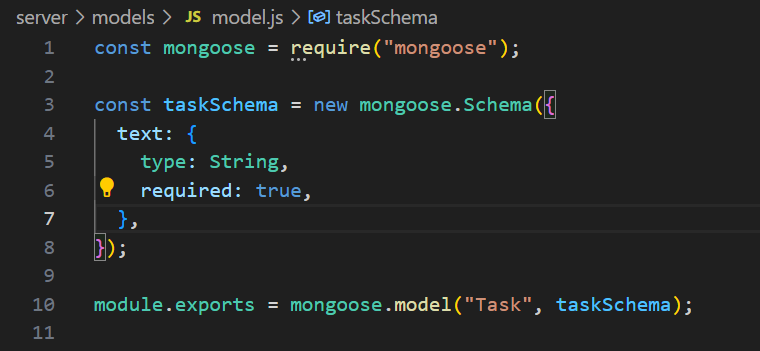 server > models > JS model.js > taskSchema
1 const mongoose = require("mongoose");
2
3 const taskSchema = new mongoose.Schema({
4   text: {
5     type: String,
6     required: true,
7   },
8 });
9
10 module.exports = mongoose.model("Task", taskSchema);
11